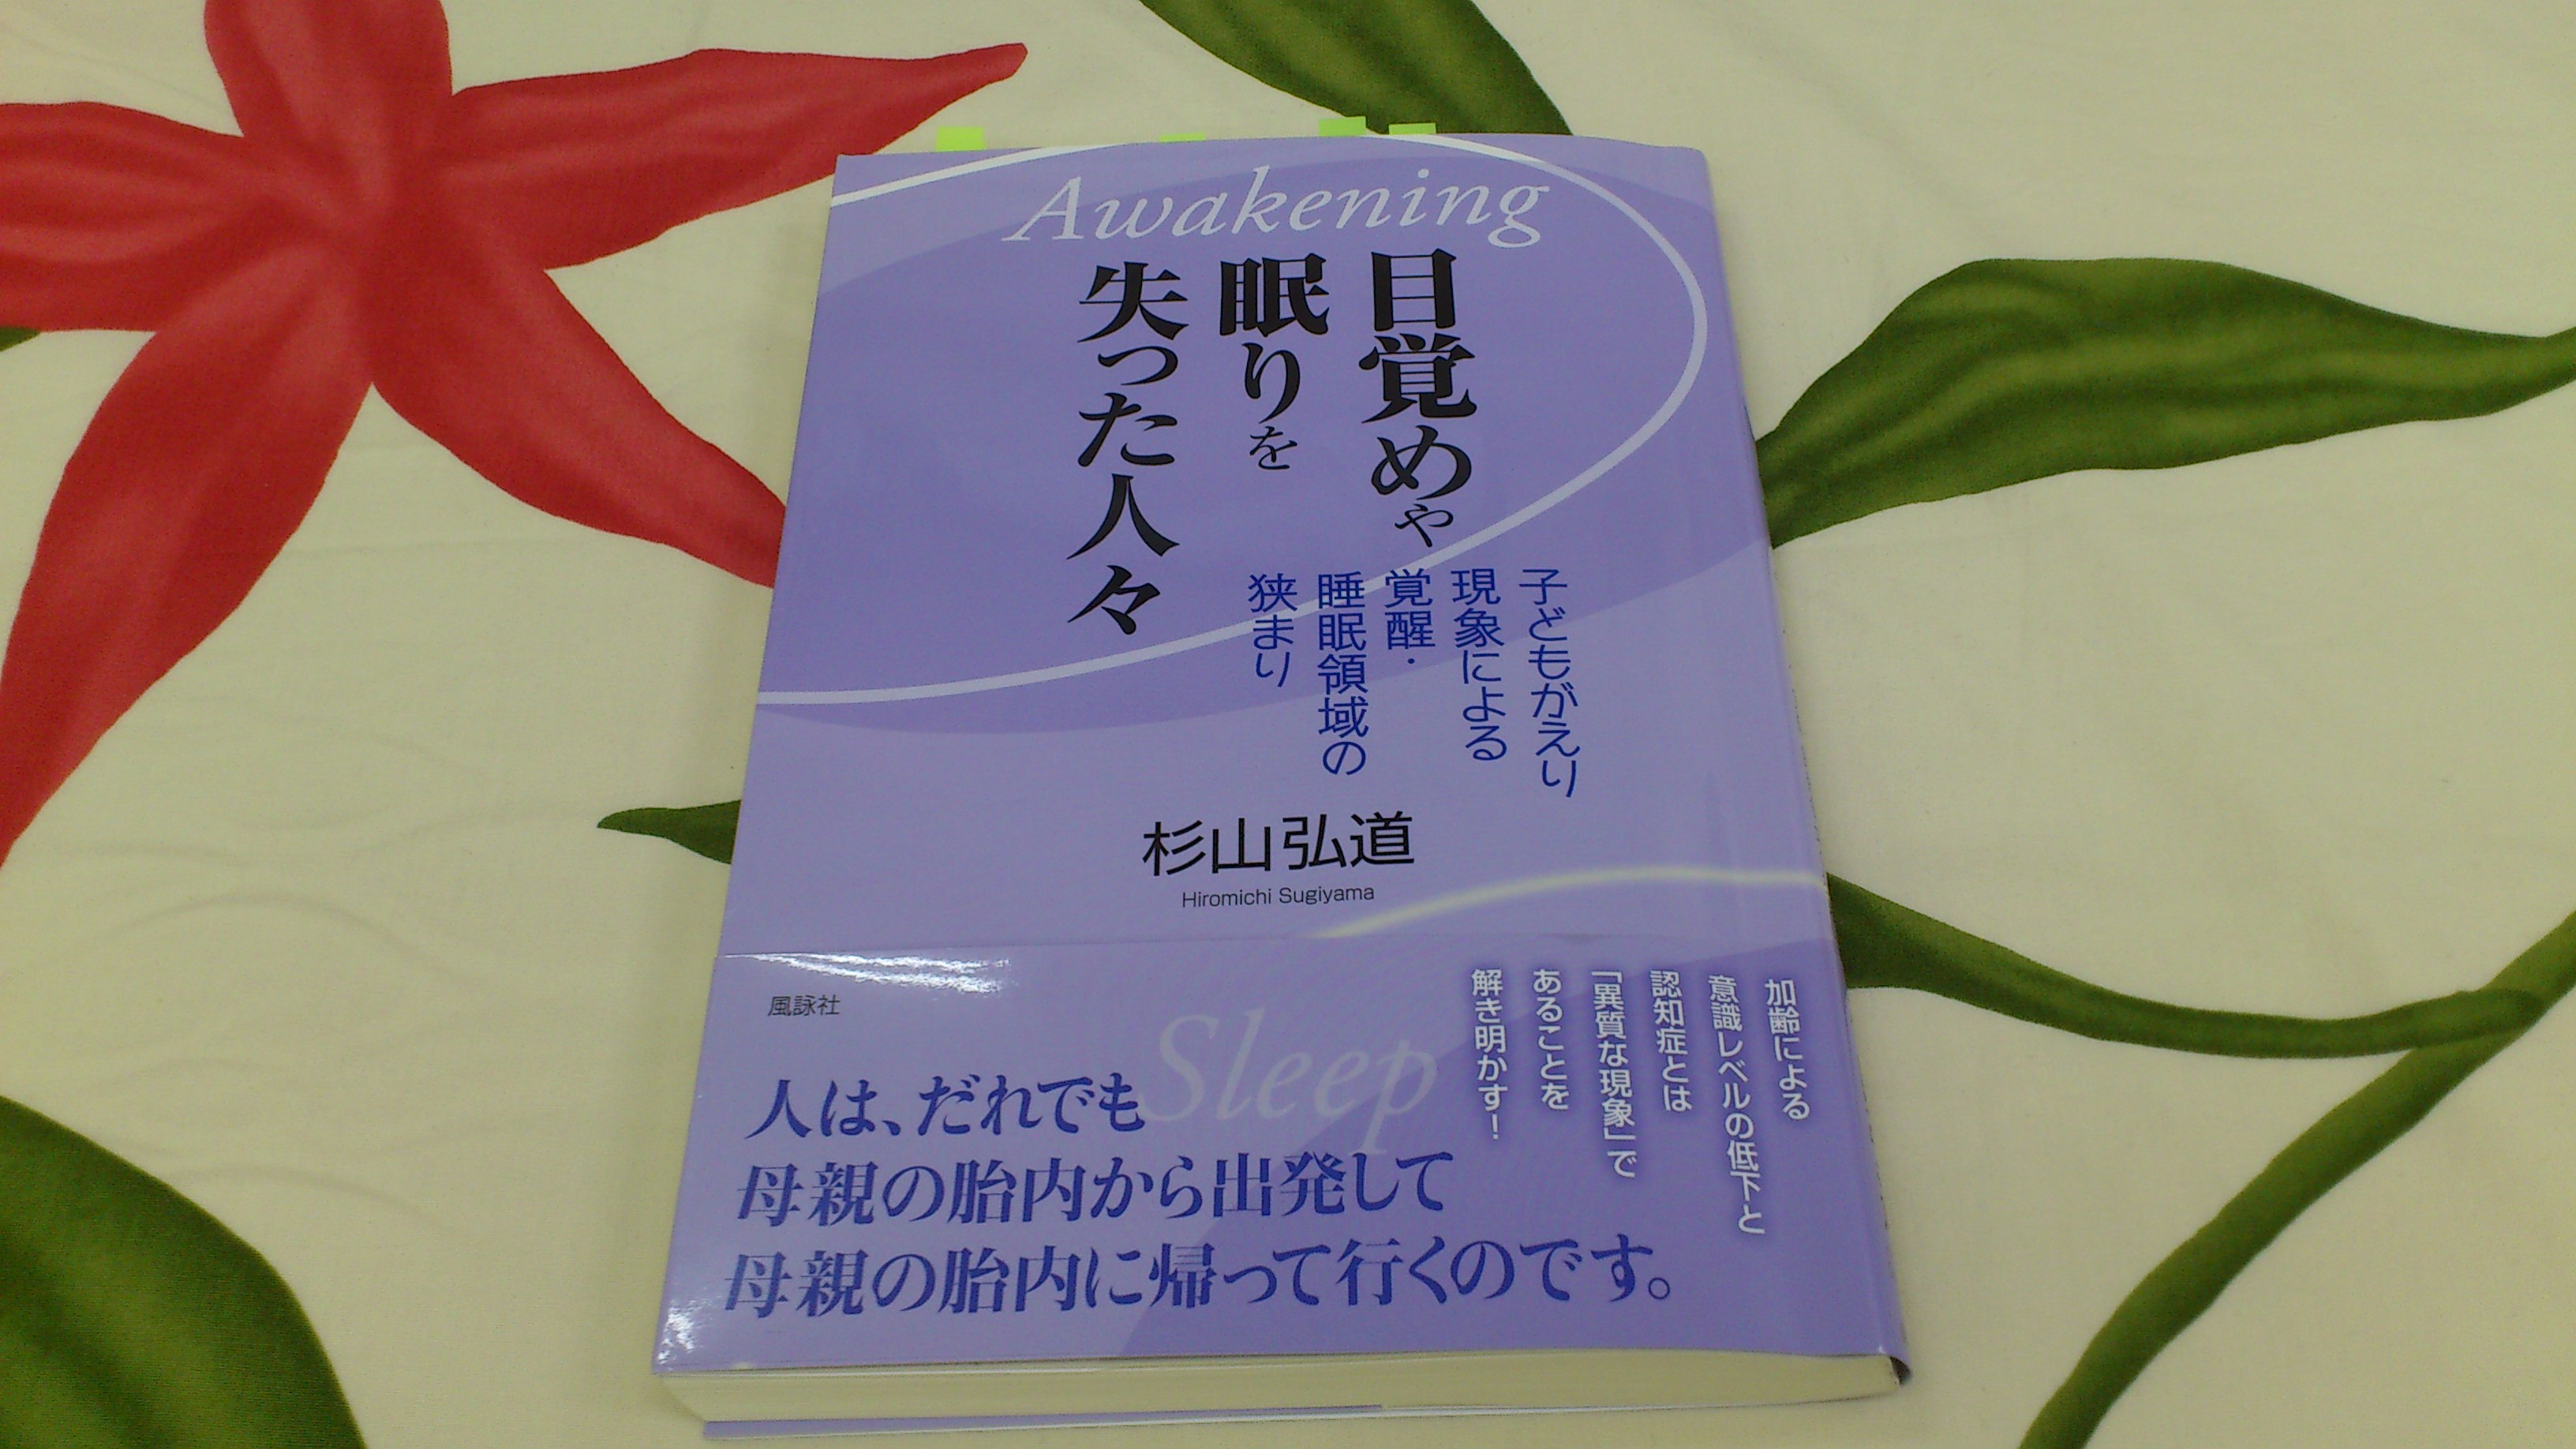 Awakening
目覚めや
眠りを
失った人々
子どもがえり
現象による
覚醒・
睡眠領域の
狭まり
杉山弘道
Hiromichi Sugiyama
加齢による
意識レベルの低下と
認知症とは
「異質な現象」で
あることを
解き明かす！
風詠社
Sleep
人は、だれでも
母親の胎内から出発して
母親の胎内に帰って行くのです。